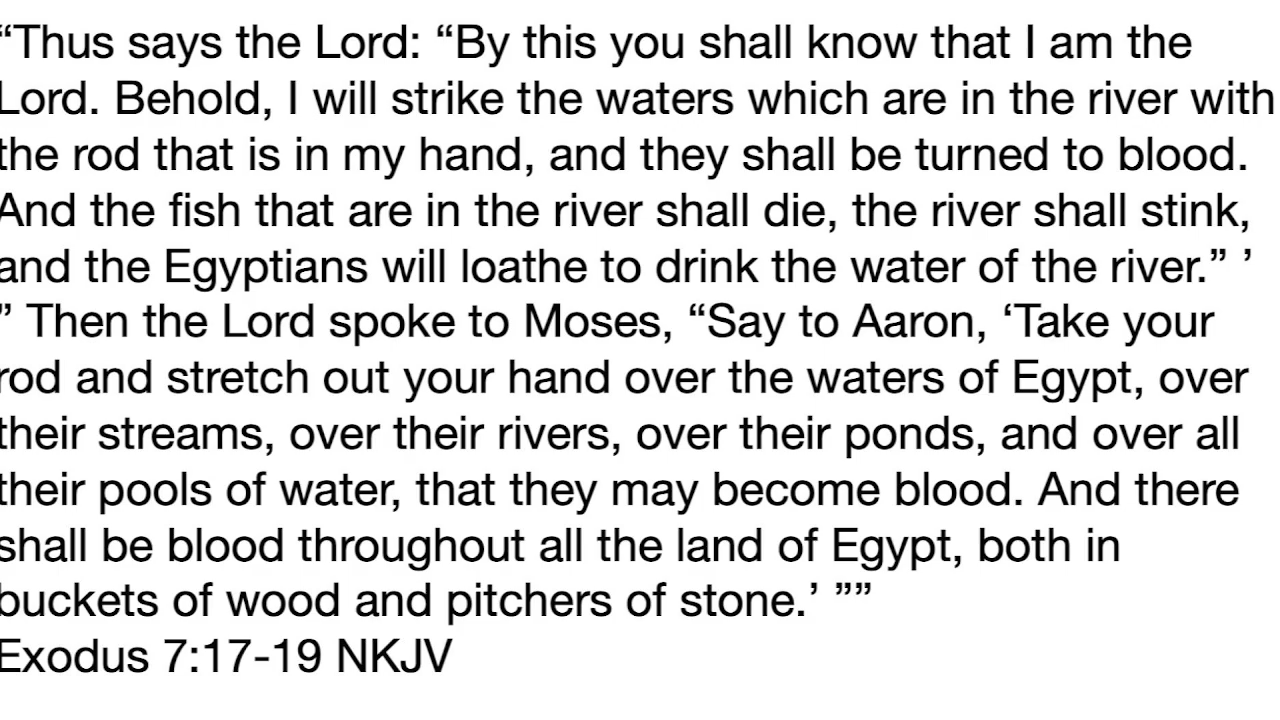 “Thus says the Lord: “By this you shall know that I am the
Lord. Behold, I will strike the waters which are in the river with
the rod that is in my hand, and they shall be turned to blood.
And the fish that are in the river shall die, the river shall stink,
and the Egyptians will loathe to drink the water of the river.” ’
” Then the Lord spoke to Moses, “Say to Aaron, ‘Take your
rod and stretch out your hand over the waters of Egypt, over
their streams, over their rivers, over their ponds, and over all
their pools of water, that they may become blood. And there
shall be blood throughout all the land of Egypt, both in
buckets of wood and pitchers of stone.’ ””
Exodus 7:17-19 NKJV